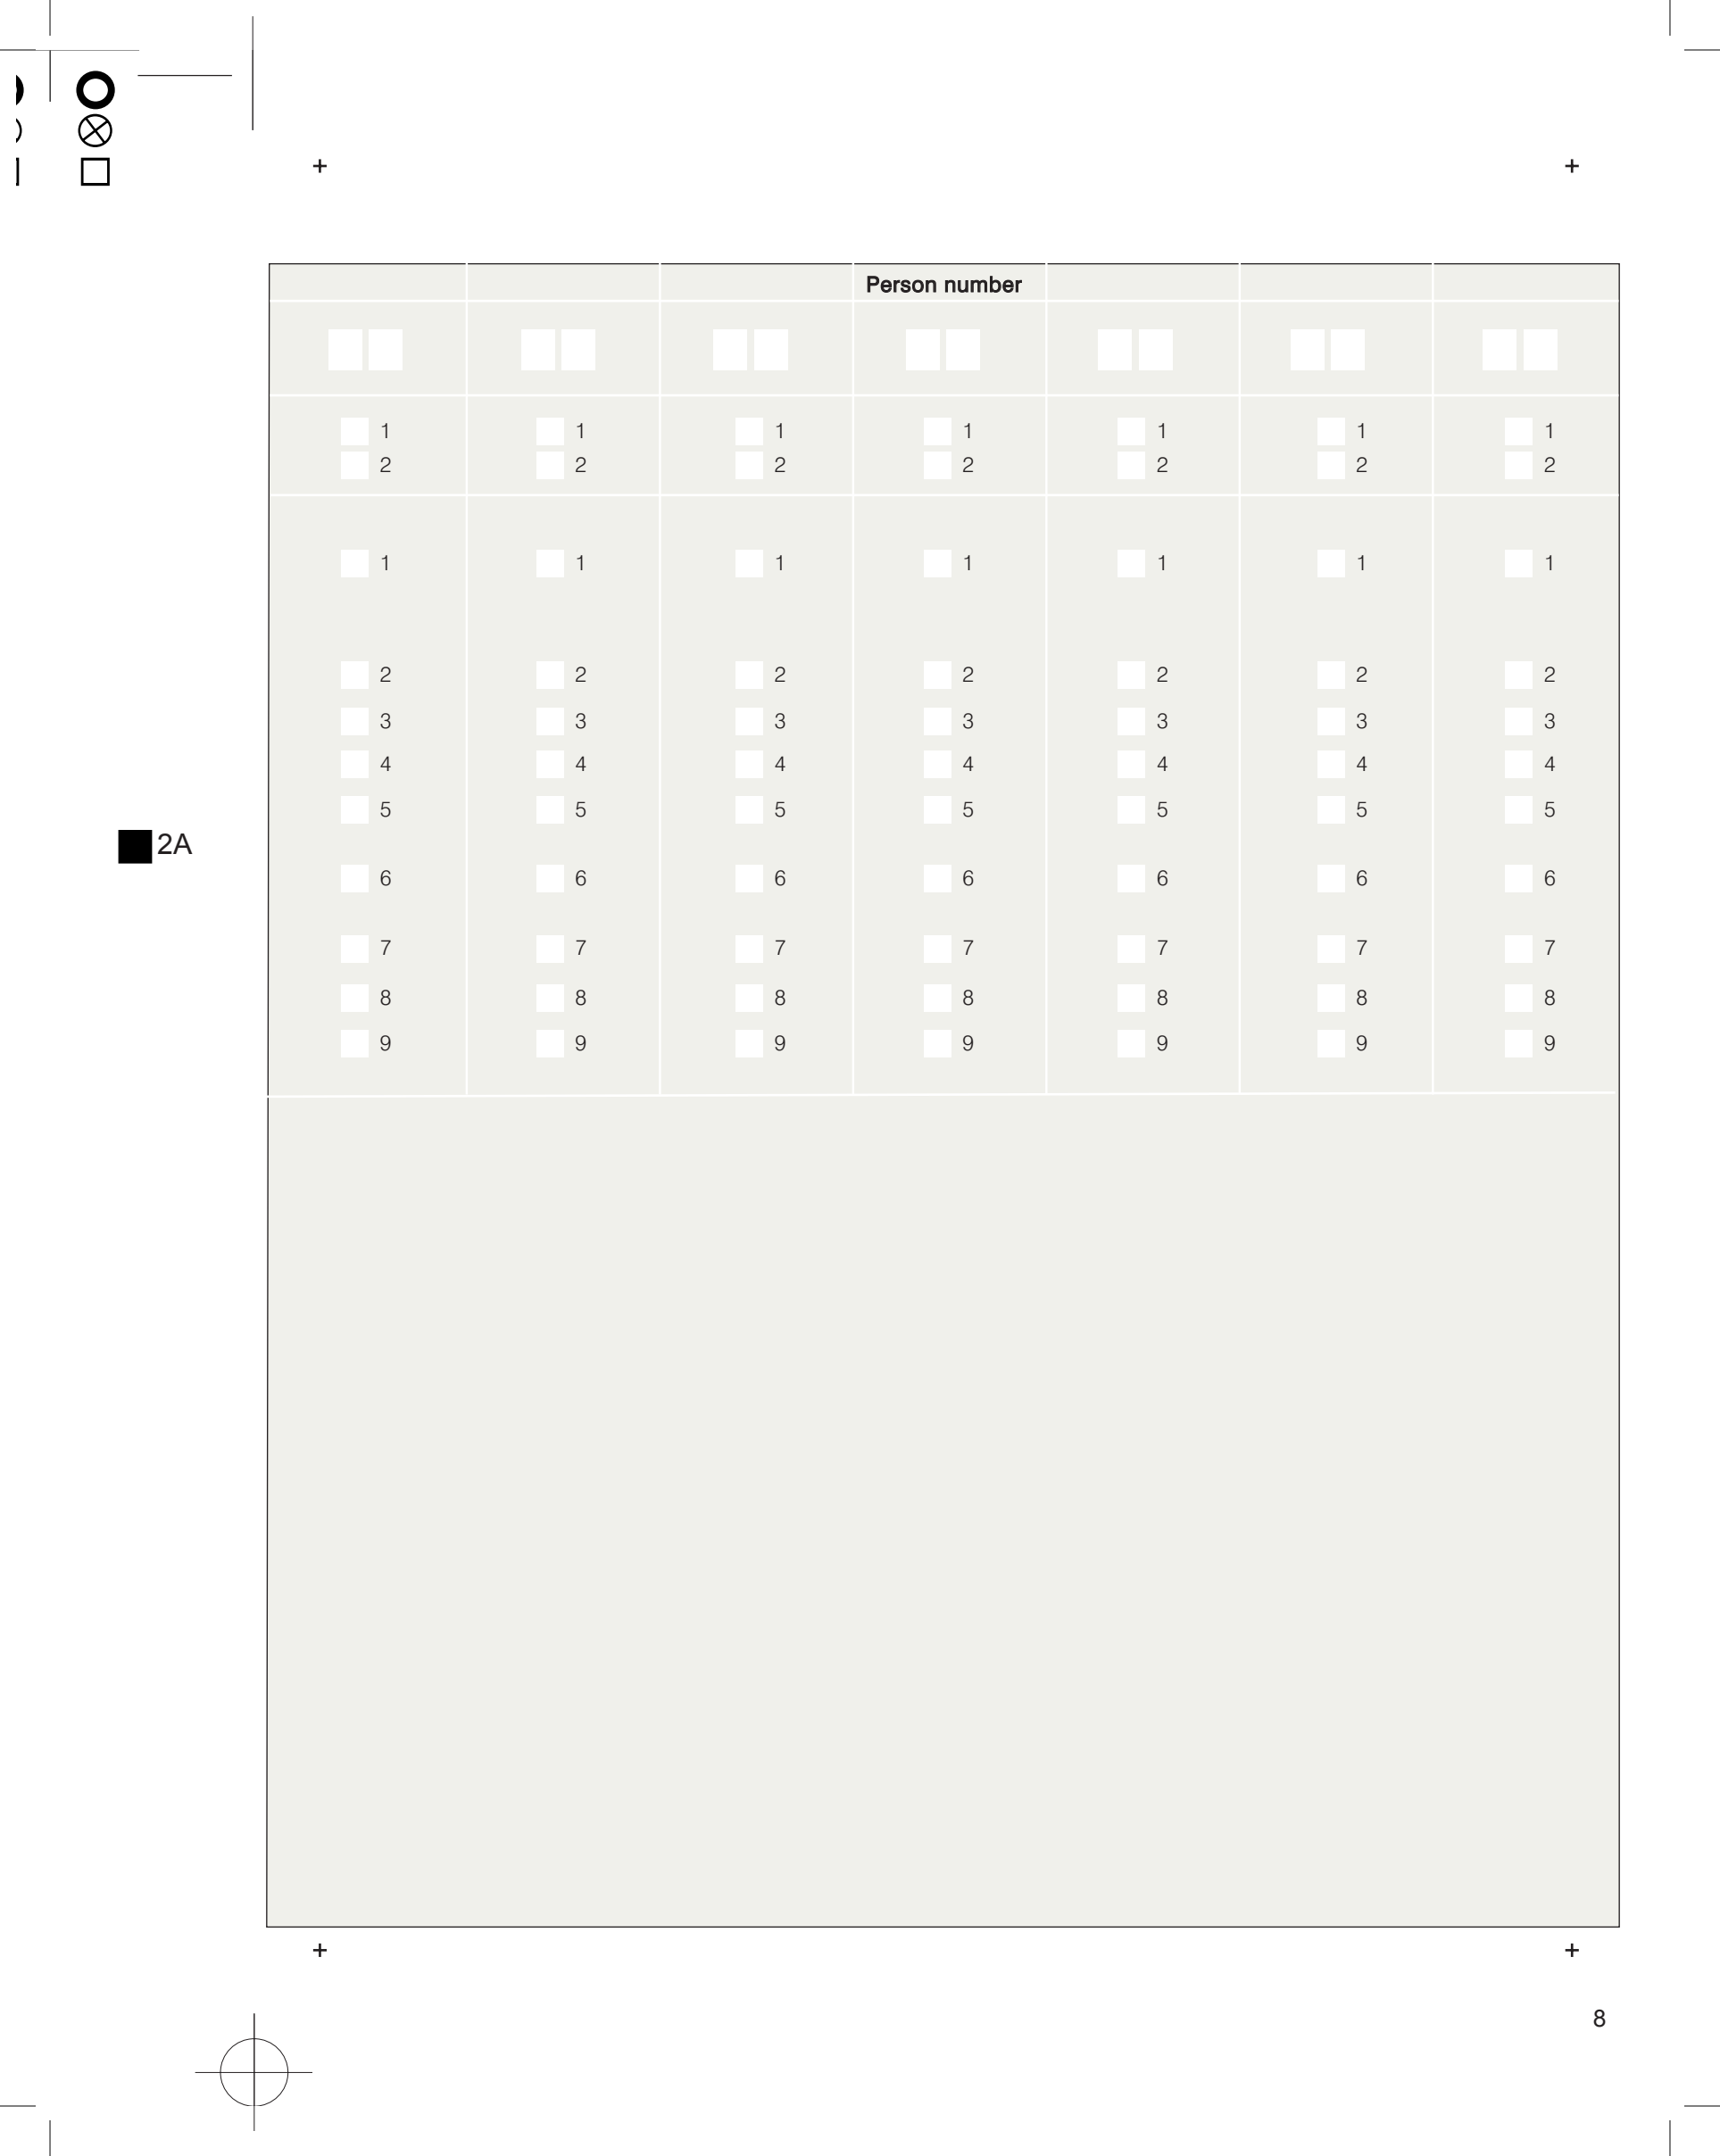 Person number
1 1 1 1 1 1 1
2 2 2 2 2 2 2
1 1 1 1 1 1 1
2 2 2 2 2 2 2
3 3 3 3 3 3 3
4 4 4 4 4 4 4
5 5 5 5 5 5 5
2A
6 6 6 6 6 6 6
7 7 7 7 7 7 7
8 8 8 8 8 8 8
9 9 9 9 9 9 9
8